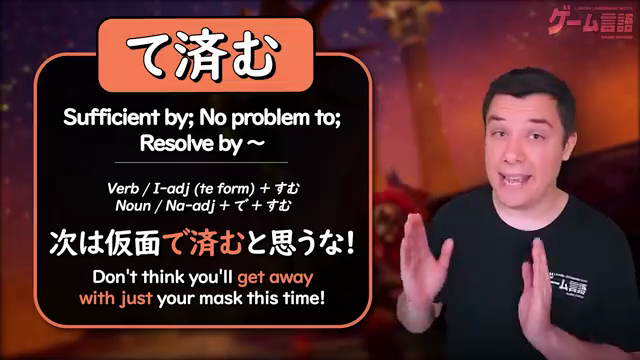 て済む
Sufficient by; No problem to;
Resolve by ～
Verb / I-adj (te form) + すむ
Noun / Na-adj + で + すむ
次は仮面で済むと思うな!
Don't think you'll get away
with just your mask this time!
ゲーム言語
ゲーム言語